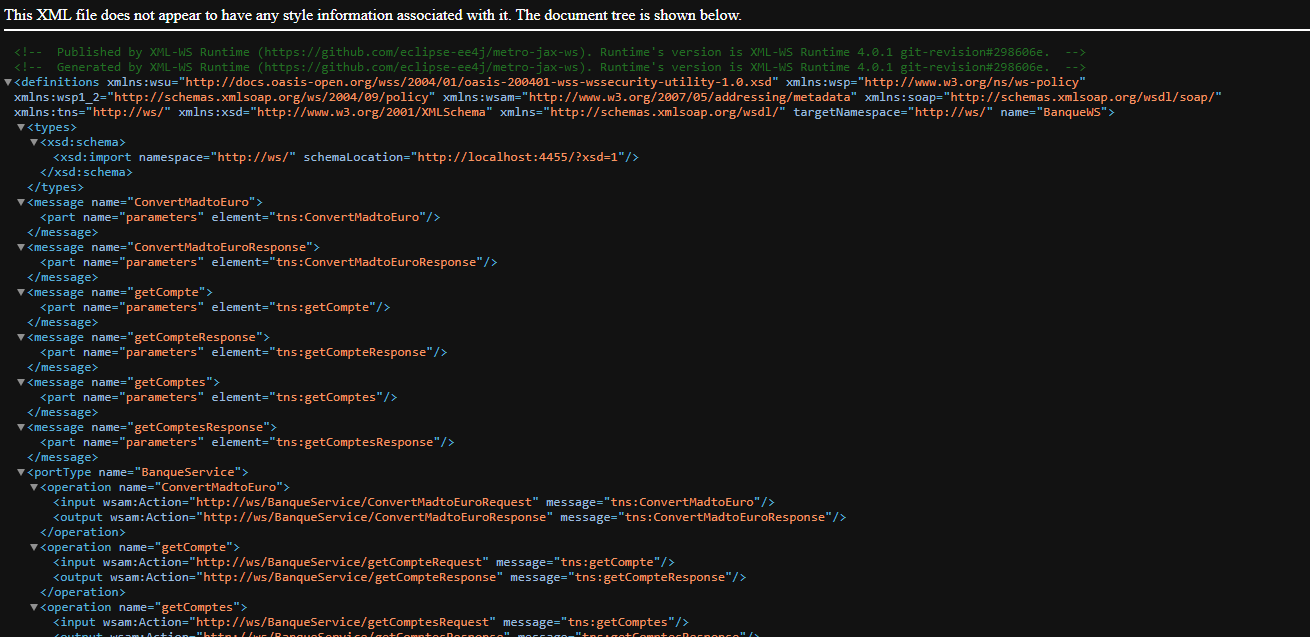 This XML file does not appear to have any style information associated with it. The document tree is shown below.
<!-- Published by XML-WS Runtime (https://github.com/eclipse-ee4j/metro-jax-ws). Runtime's version is XML-WS Runtime 4.0.1 git-revision#298606e. -->
<!-- Generated by XML-WS Runtime (https://github.com/eclipse-ee4j/metro-jax-ws). Runtime's version is XML-WS Runtime 4.0.1 git-revision#298606e. -->
▼<definitions xmlns:wsu="http://docs.oasis-open.org/wss/2004/01/oasis-200401-wss-wssecurity-utility-1.0.xsd" xmlns:wsp="http://www.w3.org/ns/ws-policy"
xmlns:wsp1_2="http://schemas.xmlsoap.org/ws/2004/09/policy" xmlns:wsam="http://www.w3.org/2007/05/addressing/metadata" xmlns:soap="http://schemas.xmlsoap.org/wsdl/soap/"
xmlns:tns="http://ws/" xmlns:xsd="http://www.w3.org/2001/XMLSchema" xmlns="http://schemas.xmlsoap.org/wsdl/" targetNamespace="http://ws/" name="BanqueWS">
▼<types>
▼<xsd:schema>
<xsd:import namespace="http://ws/" schemaLocation="http://localhost:4455/?xsd=1"/>
</xsd:schema>
</types>
▼<message name="ConvertMadtoEuro">
<part name="parameters" element="tns:ConvertMadtoEuro"/>
</message>
▼<message name="ConvertMadtoEuroResponse">
<part name="parameters" element="tns:ConvertMadtoEuroResponse"/>
</message>
▼<message name="getCompte">
<part name="parameters" element="tns:getCompte"/>
</message>
▼<message name="getCompteResponse">
<part name="parameters" element="tns:getCompteResponse"/>
</message>
▼<message name="getComptes">
<part name="parameters" element="tns:getComptes"/>
</message>
▼<message name="getComptesResponse">
<part name="parameters" element="tns:getComptesResponse"/>
</message>
▼<portType name="BanqueService">
▼<operation name="ConvertMadtoEuro">
<input wsam:Action="http://ws/BanqueService/ConvertMadtoEuroRequest" message="tns:ConvertMadtoEuro"/>
<output wsam:Action="http://ws/BanqueService/ConvertMadtoEuroResponse" message="tns:ConvertMadtoEuroResponse"/>
</operation>
▼<operation name="getCompte">
<input wsam:Action="http://ws/BanqueService/getCompteRequest" message="tns:getCompte"/>
<output wsam:Action="http://ws/BanqueService/getCompteResponse" message="tns:getCompteResponse"/>
</operation>
▼<operation name="getComptes">
<input wsam:Action="http://ws/BanqueService/getComptesRequest" message="tns:getComptes"/>
<output wsam:Action="http://ws/BanqueService/getComptesResponse" message="tns:getComptesResponse"/>